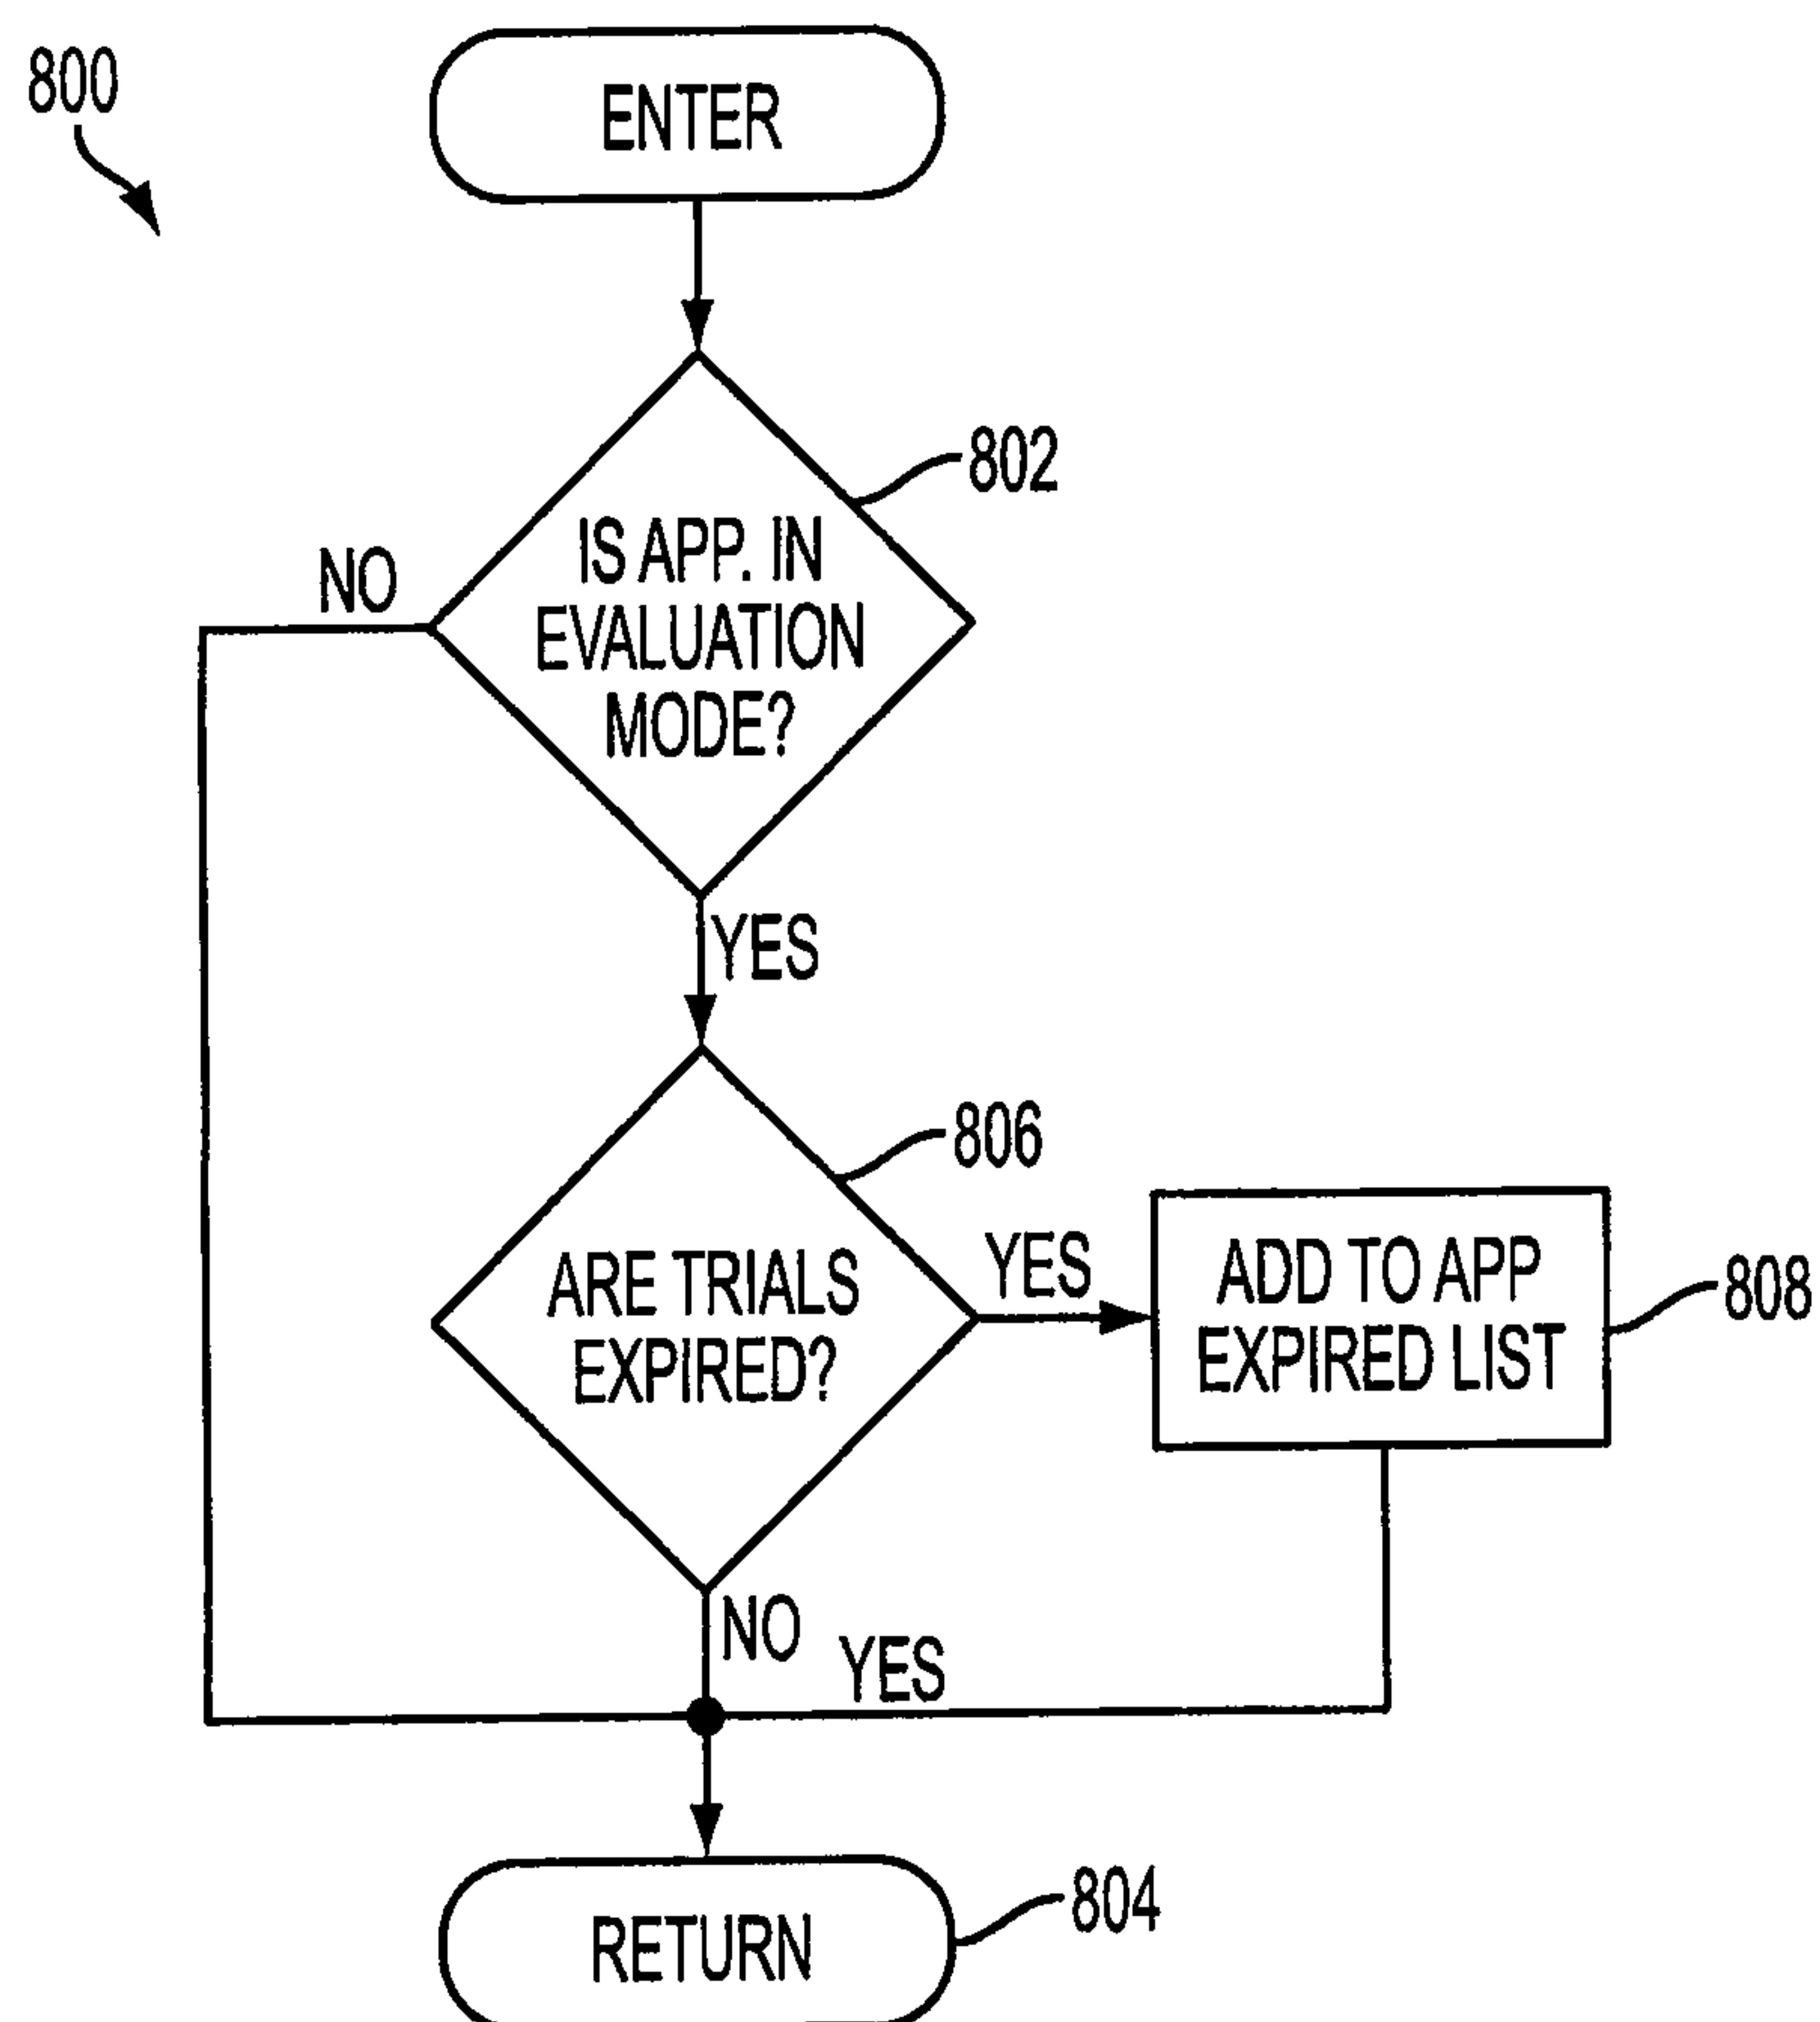 800
ENTER
802
IS APP. IN
EVALUATION
MODE?
NO
YES
806
ARE TRIALS
EXPIRED?
YES
ADD TO APP
EXPIRED LIST
808
NO
YES
RETURN
804